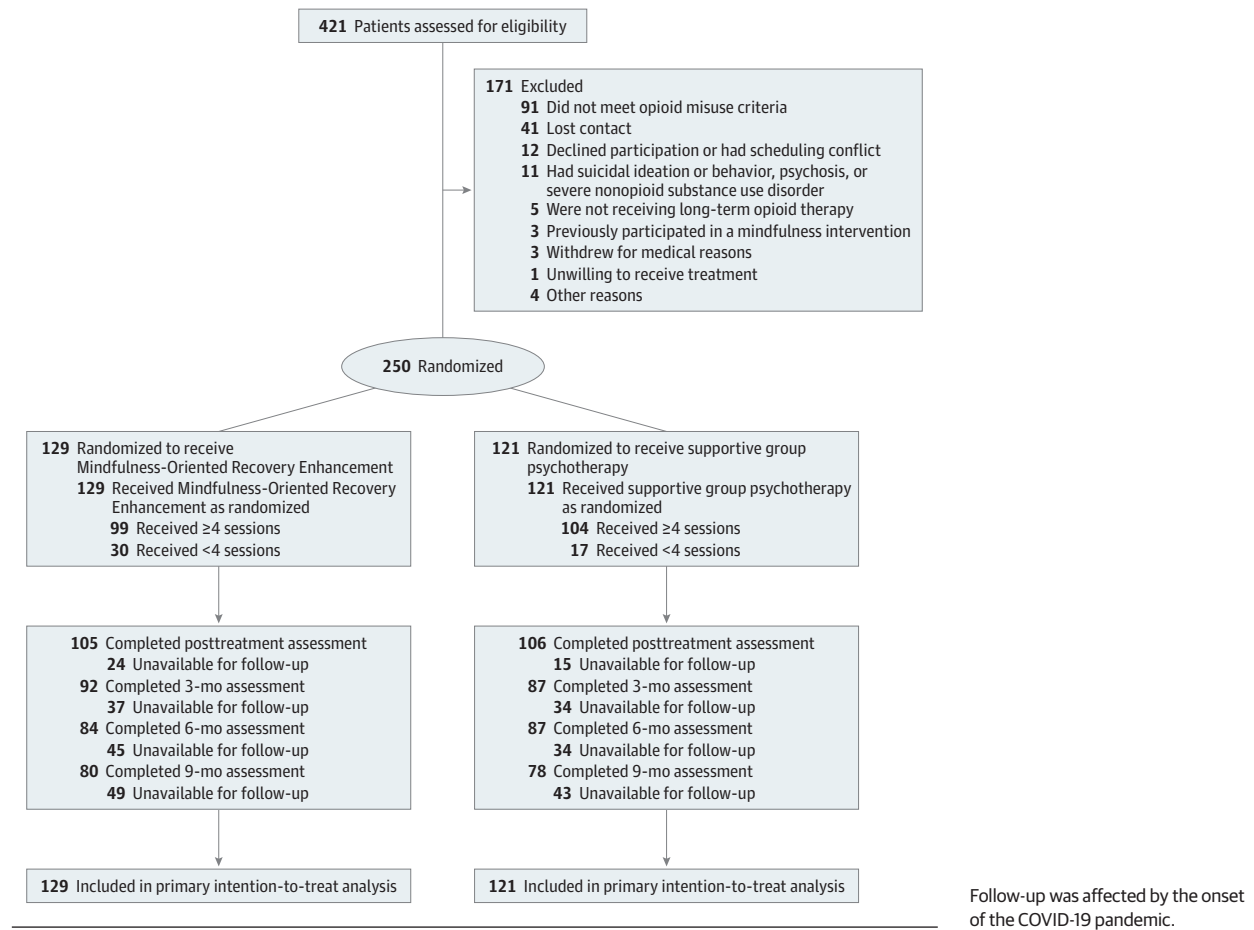 421 Patients assessed for eligibility
171 Excluded
91 Did not meet opioid misuse criteria
41 Lost contact
12 Declined participation or had scheduling conflict
11 Had suicidal ideation or behavior, psychosis, or
severe nonopioid substance use disorder
5 Were not receiving long-term opioid therapy
3 Previously participated in a mindfulness intervention
3 Withdrew for medical reasons
1 Unwilling to receive treatment
4 Other reasons
250 Randomized
129 Randomized to receive
Mindfulness-Oriented Recovery Enhancement
129 Received Mindfulness-Oriented Recovery
Enhancement as randomized
99 Received ≥4 sessions
30 Received <4 sessions
121 Randomized to receive supportive group
psychotherapy
121 Received supportive group psychotherapy
as randomized
104 Received ≥4 sessions
17 Received <4 sessions
105 Completed posttreatment assessment
24 Unavailable for follow-up
92 Completed 3-mo assessment
37 Unavailable for follow-up
84 Completed 6-mo assessment
45 Unavailable for follow-up
80 Completed 9-mo assessment
49 Unavailable for follow-up
106 Completed posttreatment assessment
15 Unavailable for follow-up
87 Completed 3-mo assessment
34 Unavailable for follow-up
87 Completed 6-mo assessment
34 Unavailable for follow-up
78 Completed 9-mo assessment
43 Unavailable for follow-up
129 Included in primary intention-to-treat analysis
121 Included in primary intention-to-treat analysis
Follow-up was affected by the onset
of the COVID-19 pandemic.